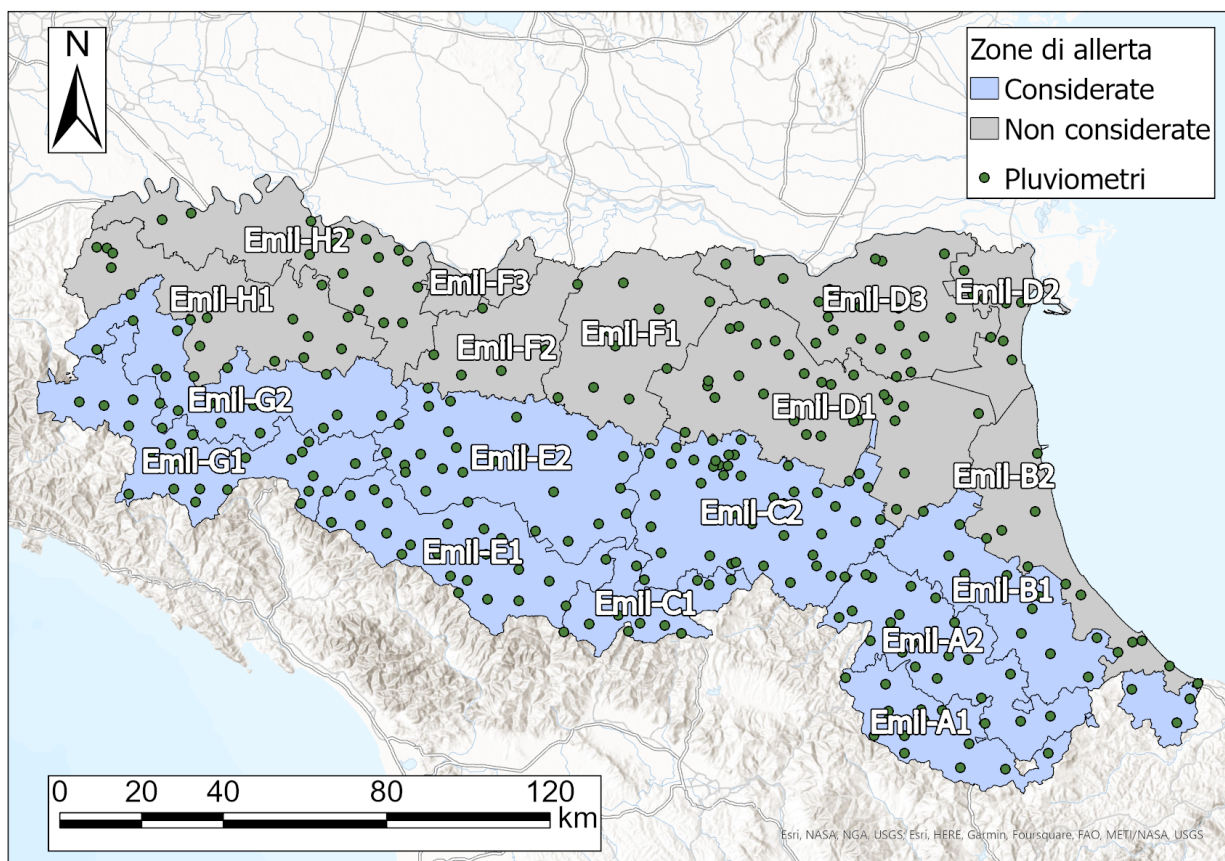 N
Zone di allerta
Considerate
Non considerate
Pluviometri
Emil-H2
Emil-F3
Emil-D3
Emil-D2
Emil-H1
Emil-F1
Emil-F2
Emil-G2
Emil-D1
Emil-G1
Emil-E2
Emil-B2
Emil-C2
Emil-E1
Emil-B1
Emil-C1
Emil-A2
Emil-A1
0 20 40 80 120
km
Esri, NASA, NGA, USGS; Esri, HERE, Garmin, Foursquare, FAO, METI/NASA, USGS